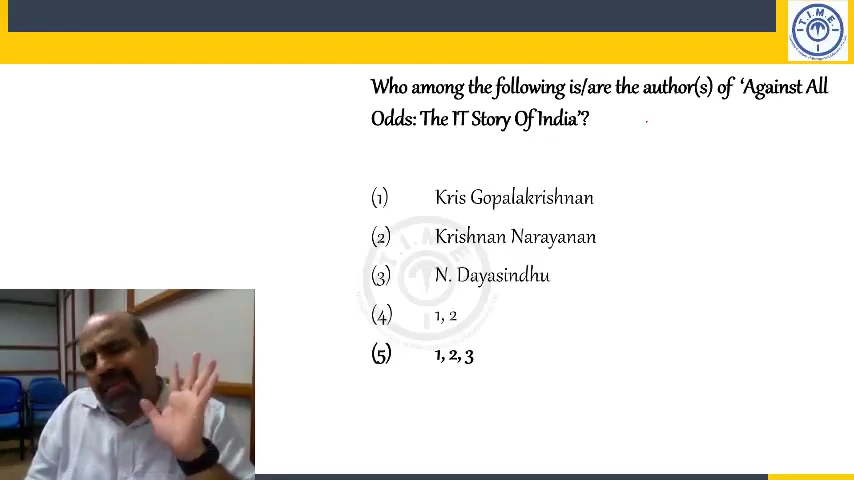 T.I.M.E.
Who among the following is/are the author(s) of 'Against All
Odds: The IT Story Of India'?
(1) Kris Gopalakrishnan
(2) Krishnan Narayanan
(3) N. Dayasindhu
(4) 1, 2
(5) 1, 2, 3
T.I.M.E.